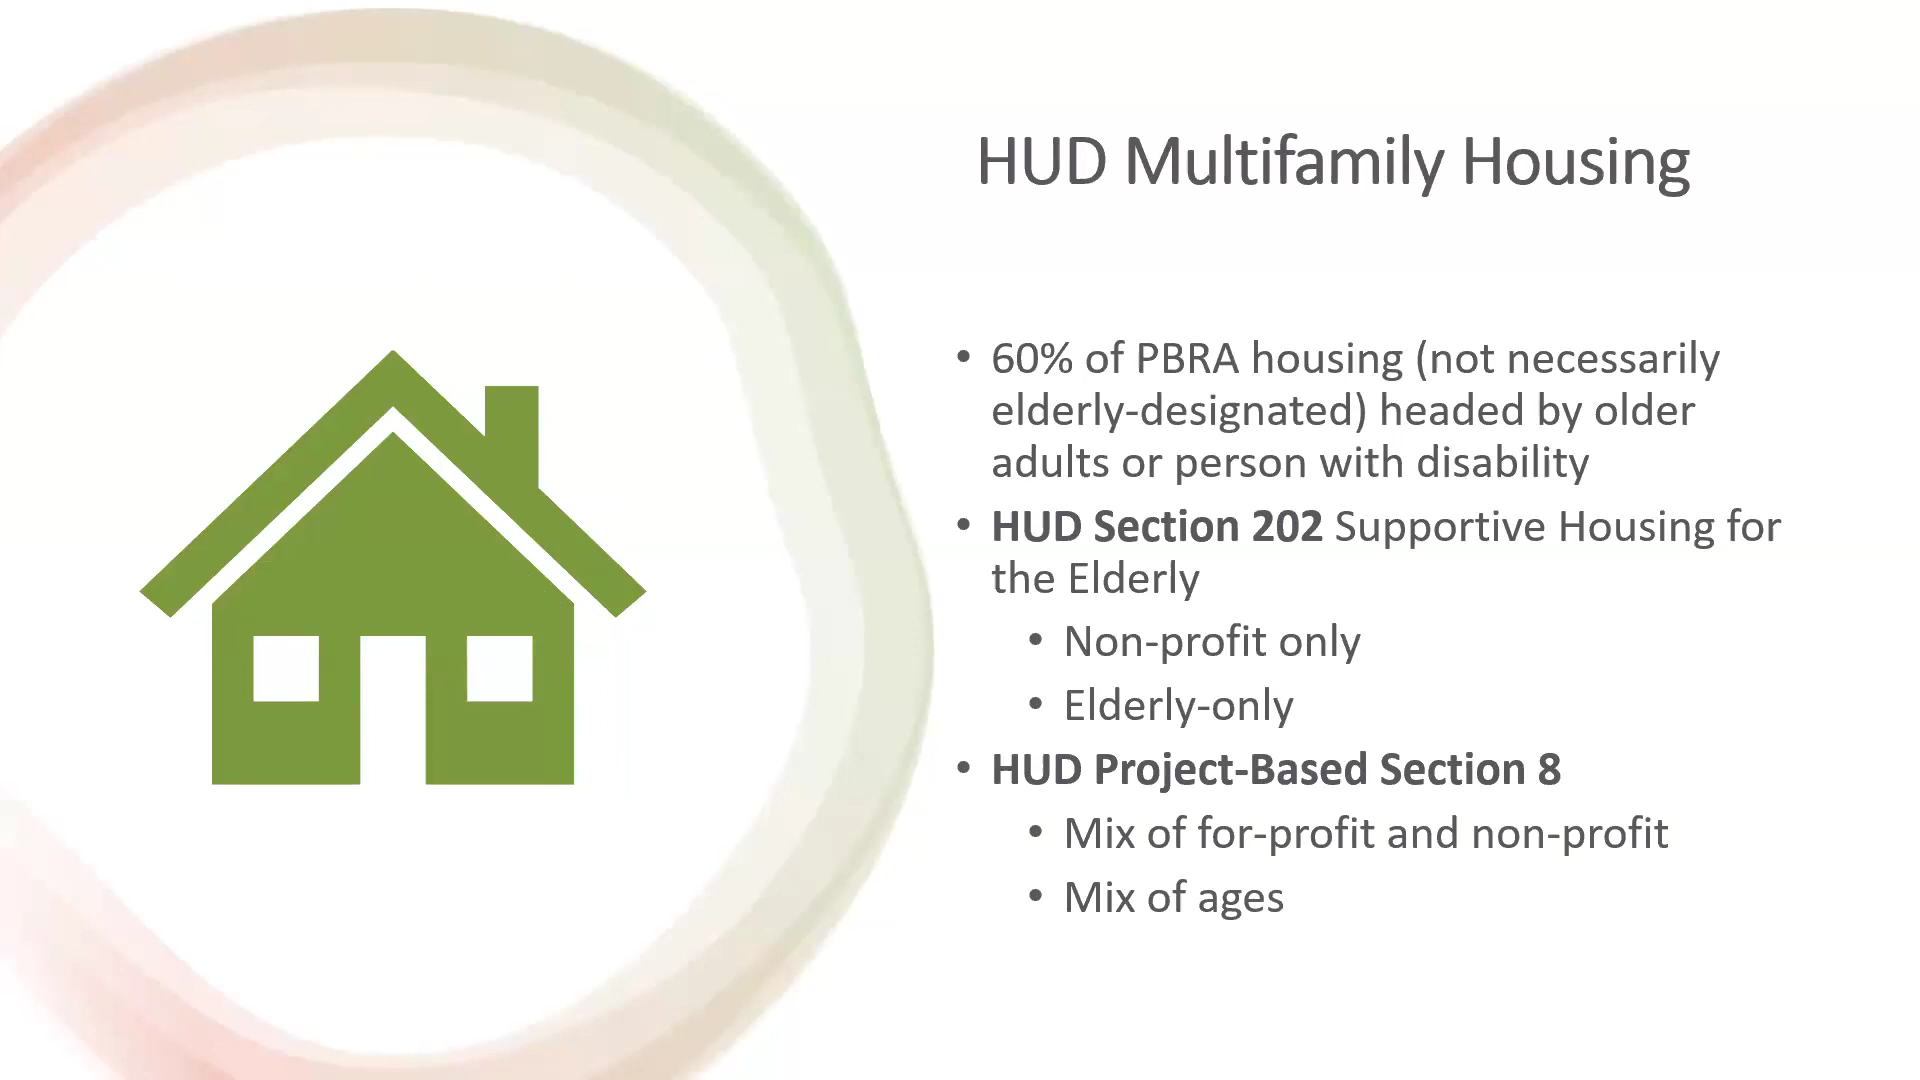 HUD Multifamily Housing
• 60% of PBRA housing (not necessarily
elderly-designated) headed by older
adults or person with disability
• HUD Section 202 Supportive Housing for
the Elderly
• Non-profit only
• Elderly-only
• HUD Project-Based Section 8
• Mix of for-profit and non-profit
• Mix of ages